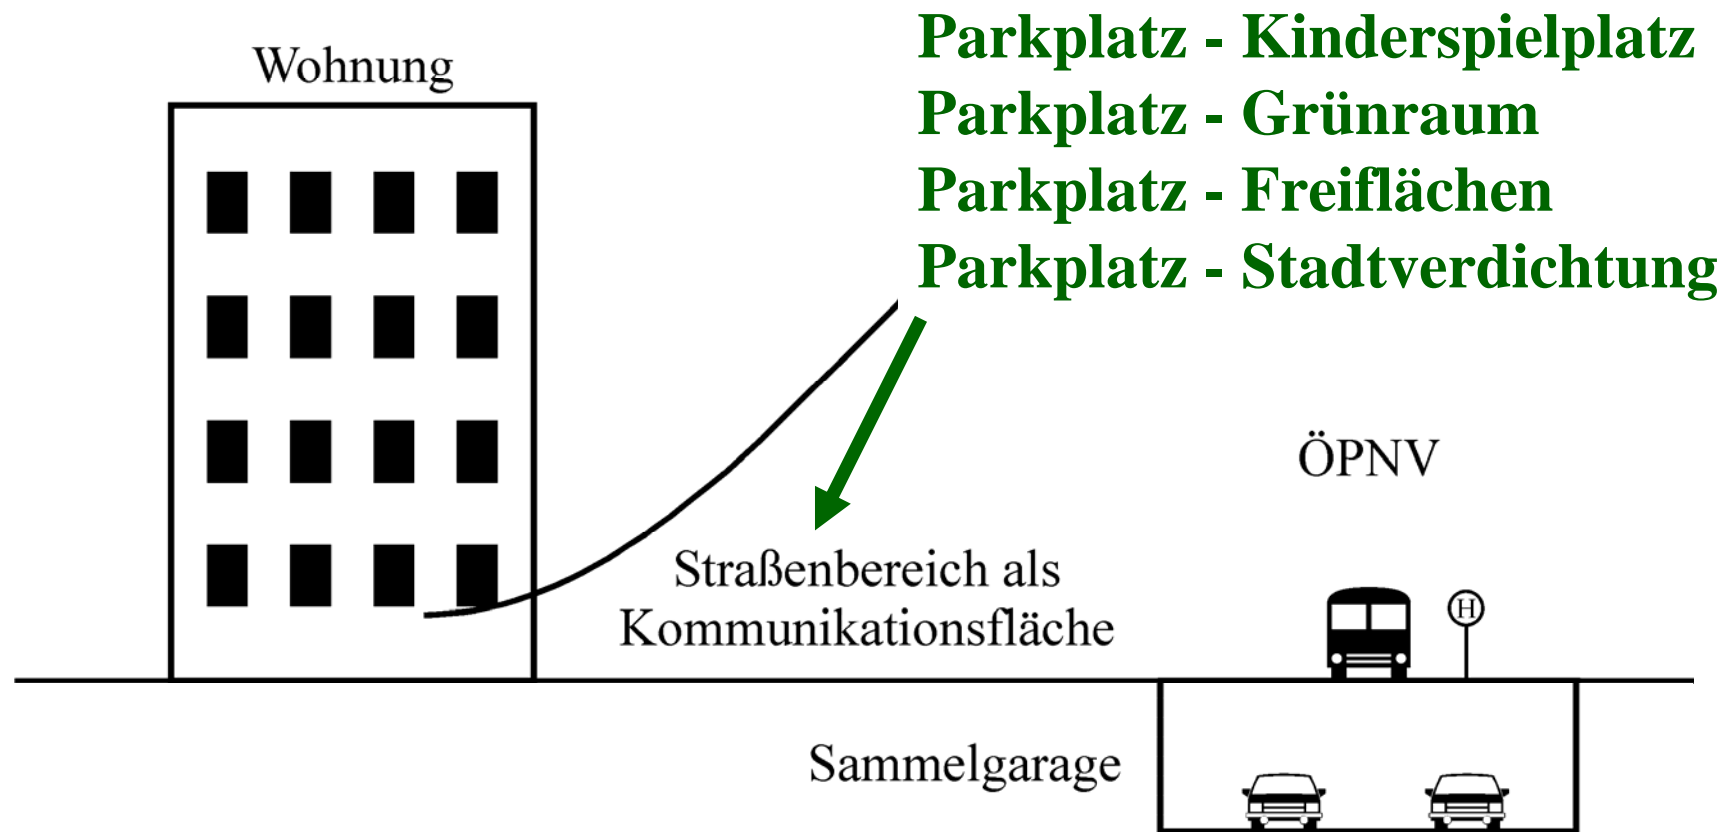 Parkplatz - Kinderspielplatz
Parkplatz - Grünraum
Parkplatz - Freiflächen
Parkplatz - Stadtverdichtung
Wohnung
ÖPNV
Straßenbereich als
Kommunikationsfläche
H
Sammelgarage